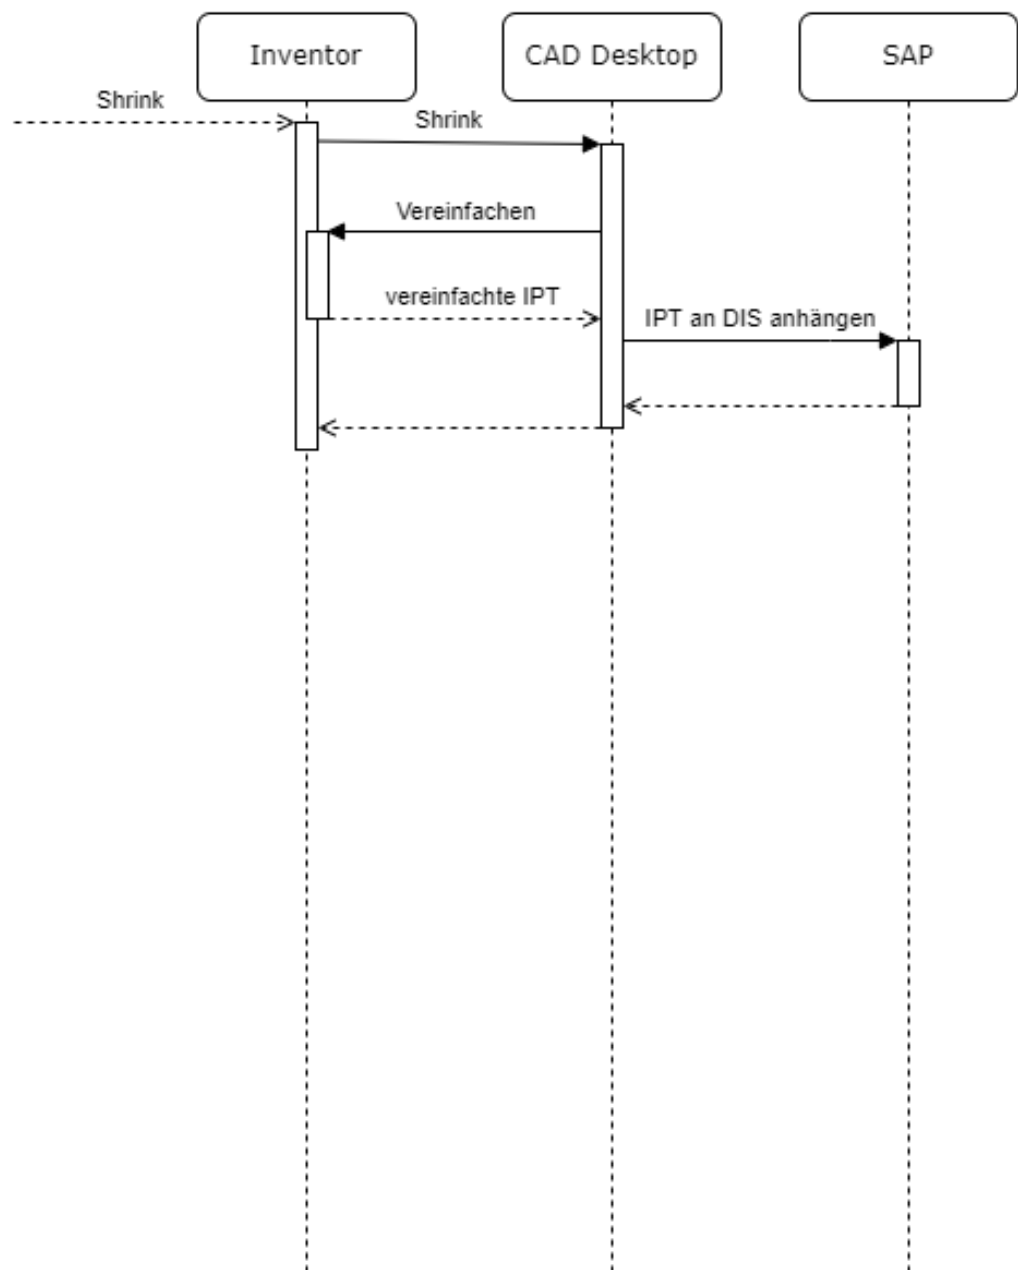 Inventor
CAD Desktop
SAP
Shrink
Shrink
Vereinfachen
vereinfachte IPT
IPT an DIS anhängen